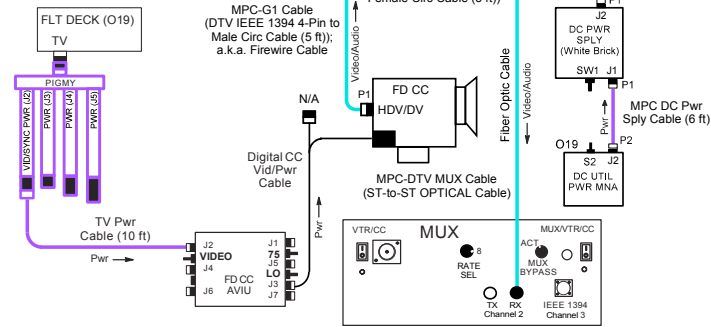 FLT DECK (O19)
TV
PIGMY
VID/SYNC PWR (J2)
PWR (J3)
PWR (J4)
PWR (J5)
MPC-G1 Cable
(DTV IEEE 1394 4-Pin to
Male Circ Cable (5 ft));
a.k.a. Firewire Cable
Video/Audio
P1
FD CC
HDV/DV
N/A
Digital CC
Vid/Pwr
Cable
Pwr
MPC-DTV MUX Cable
(ST-to-ST OPTICAL Cable)
Fiber Optic Cable
Video/Audio
P1
J2
DC PWR
SPLY
(White Brick)
SW1 J1
P1
Pwr
MPC DC Pwr
Sply Cable (6 ft)
P2
O19
S2 J2
DC UTIL
PWR MNA
TV Pwr
Cable (10 ft)
Pwr
J2
VIDEO
J4
J6
J1
75
J5
LO
J3
J7
FD CC
AVIU
VTR/CC
MUX
8
RATE
SEL
ACT
MUX
BYPASS
MUX/VTR/CC
TX RX
Channel 2
IEEE 1394
Channel 3